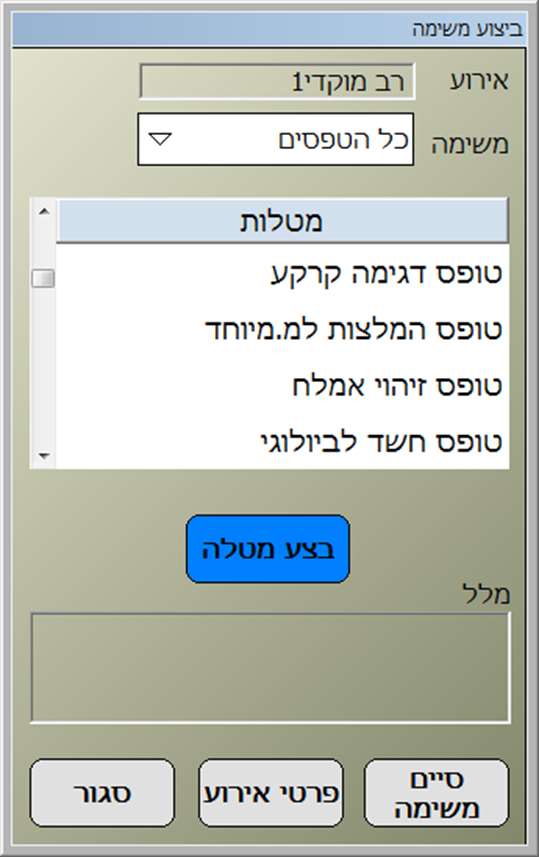 ביצוע משימה
אירוע
רב מוקדי1
משימה
כל הטפסים
מטלות
טופס דגימה קרקע
טופס המלצות למ.מיוחד
טופס זיהוי אמלח
טופס חשד לביולוגי
בצע מטלה
מלל
סיים
משימה
פרטי אירוע
סגור